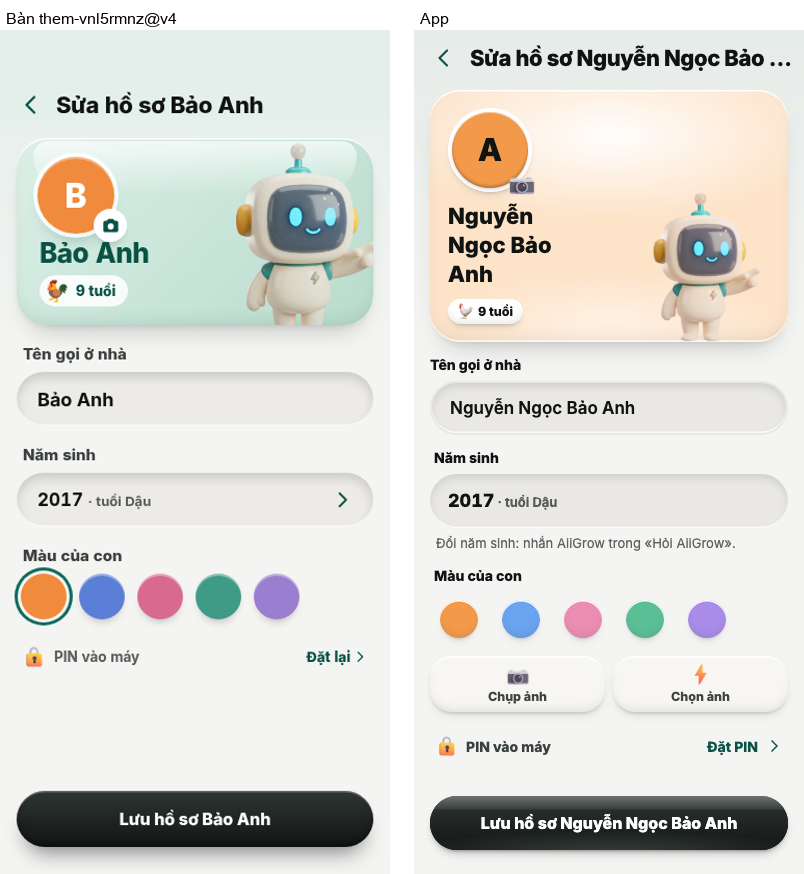 Bản them-vnl5rmnz@v4
Sửa hồ sơ Bảo Anh
B
Bảo Anh
9 tuổi
Tên gọi ở nhà
Bảo Anh
Năm sinh
2017 · tuổi Dậu
Màu của con
PIN vào máy
Đặt lại
Lưu hồ sơ Bảo Anh
App
Sửa hồ sơ Nguyễn Ngọc Bảo ...
A
Nguyễn
Ngọc Bảo
Anh
9 tuổi
Tên gọi ở nhà
Nguyễn Ngọc Bảo Anh
Năm sinh
2017 · tuổi Dậu
Đổi năm sinh: nhắn AiiGrow trong «Hỏi AiiGrow».
Màu của con
Chụp ảnh
Chọn ảnh
PIN vào máy
Đặt PIN
Lưu hồ sơ Nguyễn Ngọc Bảo Anh